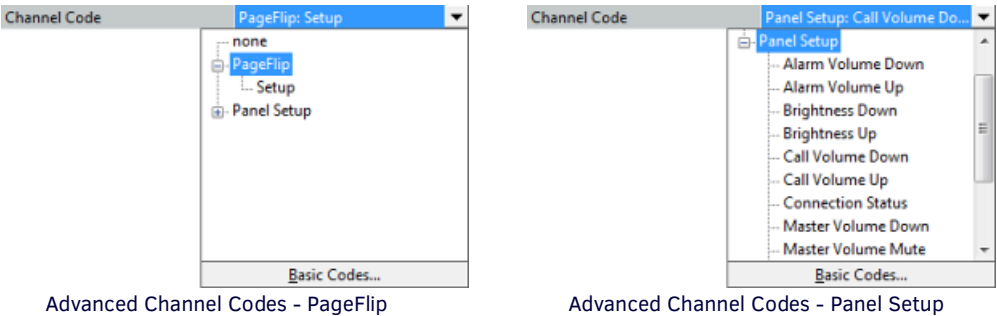 Channel Code PageFlip: Setup
none
PageFlip
Setup
Panel Setup
Basic Codes...
Advanced Channel Codes - PageFlip
Channel Code Panel Setup: Call Volume Do...
Panel Setup
Alarm Volume Down
Alarm Volume Up
Brightness Down
Brightness Up
Call Volume Down
Call Volume Up
Connection Status
Master Volume Down
Master Volume Mute
Basic Codes...
Advanced Channel Codes - Panel Setup